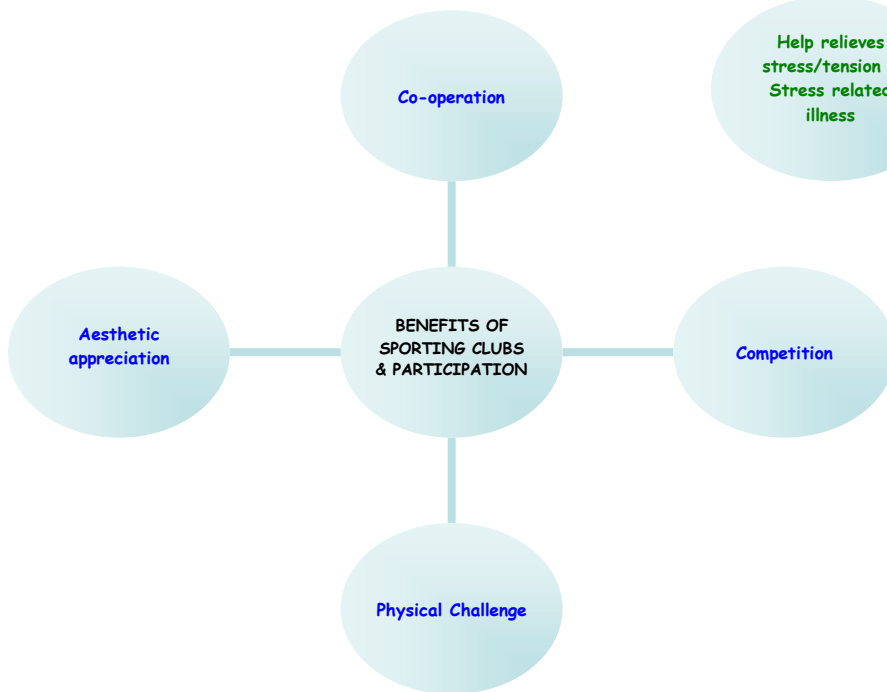 Co-operation
Help relieves
stress/tension
Stress related
illness
Aesthetic
appreciation
BENEFITS OF
SPORTING CLUBS
& PARTICIPATION
Competition
Physical Challenge